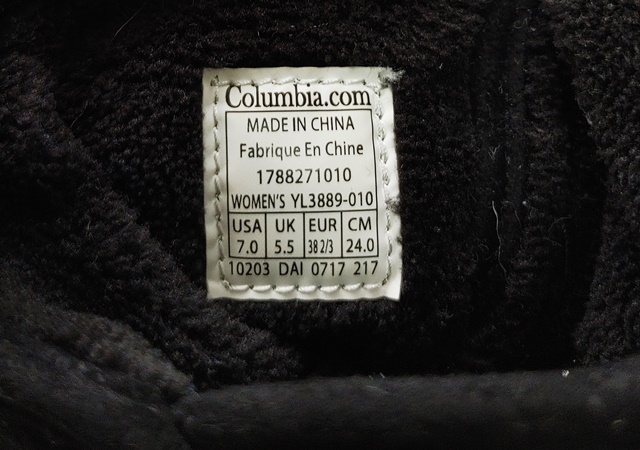 Columbia.com
MADE IN CHINA
Fabrique En Chine
1788271010
WOMEN'S YL3889-010
USA UK EUR CM
7.0 5.5 38 2/3 24.0
10203 DAI 0717 217